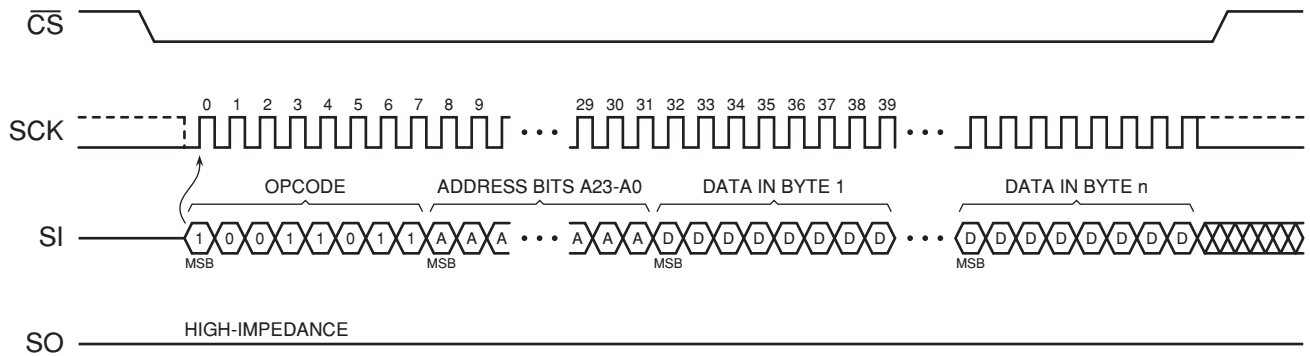 CS
0 1 2 3 4 5 6 7 8 9 29 30 31 32 33 34 35 36 37 38 39
SCK
OPCODE ADDRESS BITS A23-A0 DATA IN BYTE 1 DATA IN BYTE n
SI 1 0 0 1 1 0 1 1 A A A A A A D D D D D D D D D D D D D D D D
MSB MSB MSB MSB
HIGH-IMPEDANCE
SO